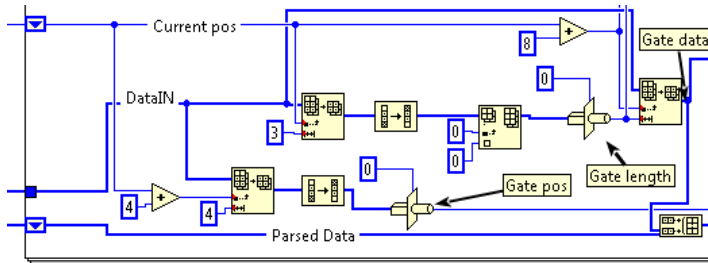 Current pos
8
Gate data
0
DataIN
3
0
0
0
Gate length
4
4
Gate pos
Parsed Data